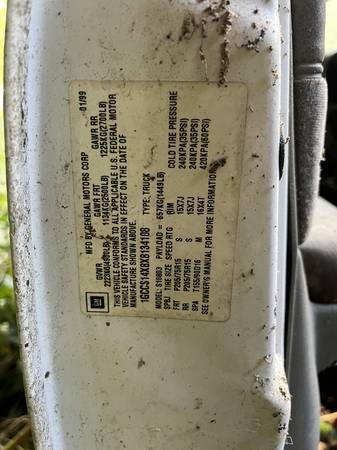 01/99
MFD BY GENERAL MOTORS CORP
GVWR GAWR FRT GAWR RR
2223KG(4900LB) 1134KG(2500LB) 1225KG(2700LB)
THIS VEHICLE CONFORMS TO ALL APPLICABLE U.S. FEDERAL MOTOR
VEHICLE SAFETY STANDARDS IN EFFECT ON THE DATE OF
MANUFACTURE SHOWN ABOVE.
1GCCS14X8X8134108 TYPE: TRUCK
MODEL: S10803 PAYLOAD = 657KG(1449LB)
SPBJ TIRE SIZE SPEED RTG RIM COLD TIRE PRESSURE
FRT P205/75R15 S 15X7J 240KPA(35PSI)
RR P205/75R15 S 15X7J 240KPA(35PSI)
SPA T155/90D16 M 16X4T 420KPA(60PSI)
SEE OWNER'S MANUAL FOR MORE INFORMATION
GM